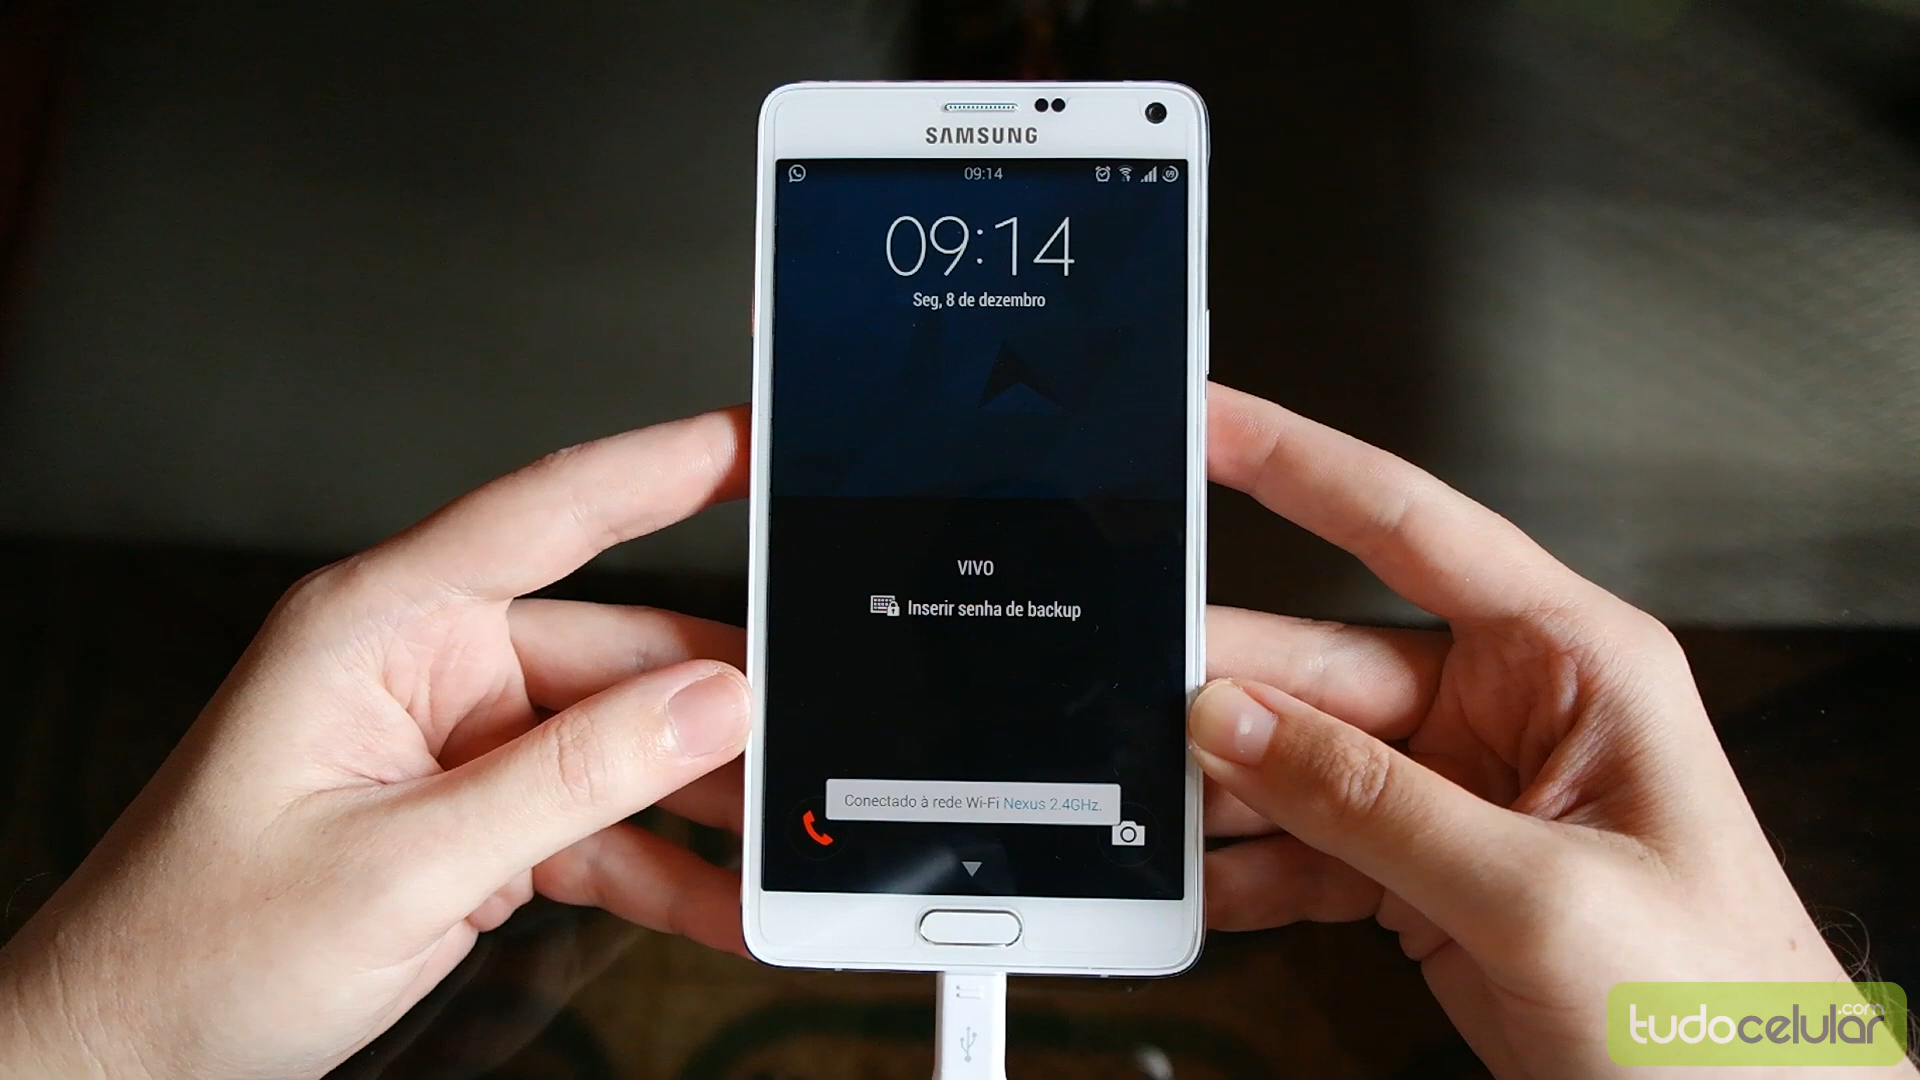 SAMSUNG
09:14
69
09:14
Seg, 8 de dezembro
VIVO
Inserir senha de backup
Conectado à rede Wi-Fi Nexus 2.4GHz.
tudocelular.com